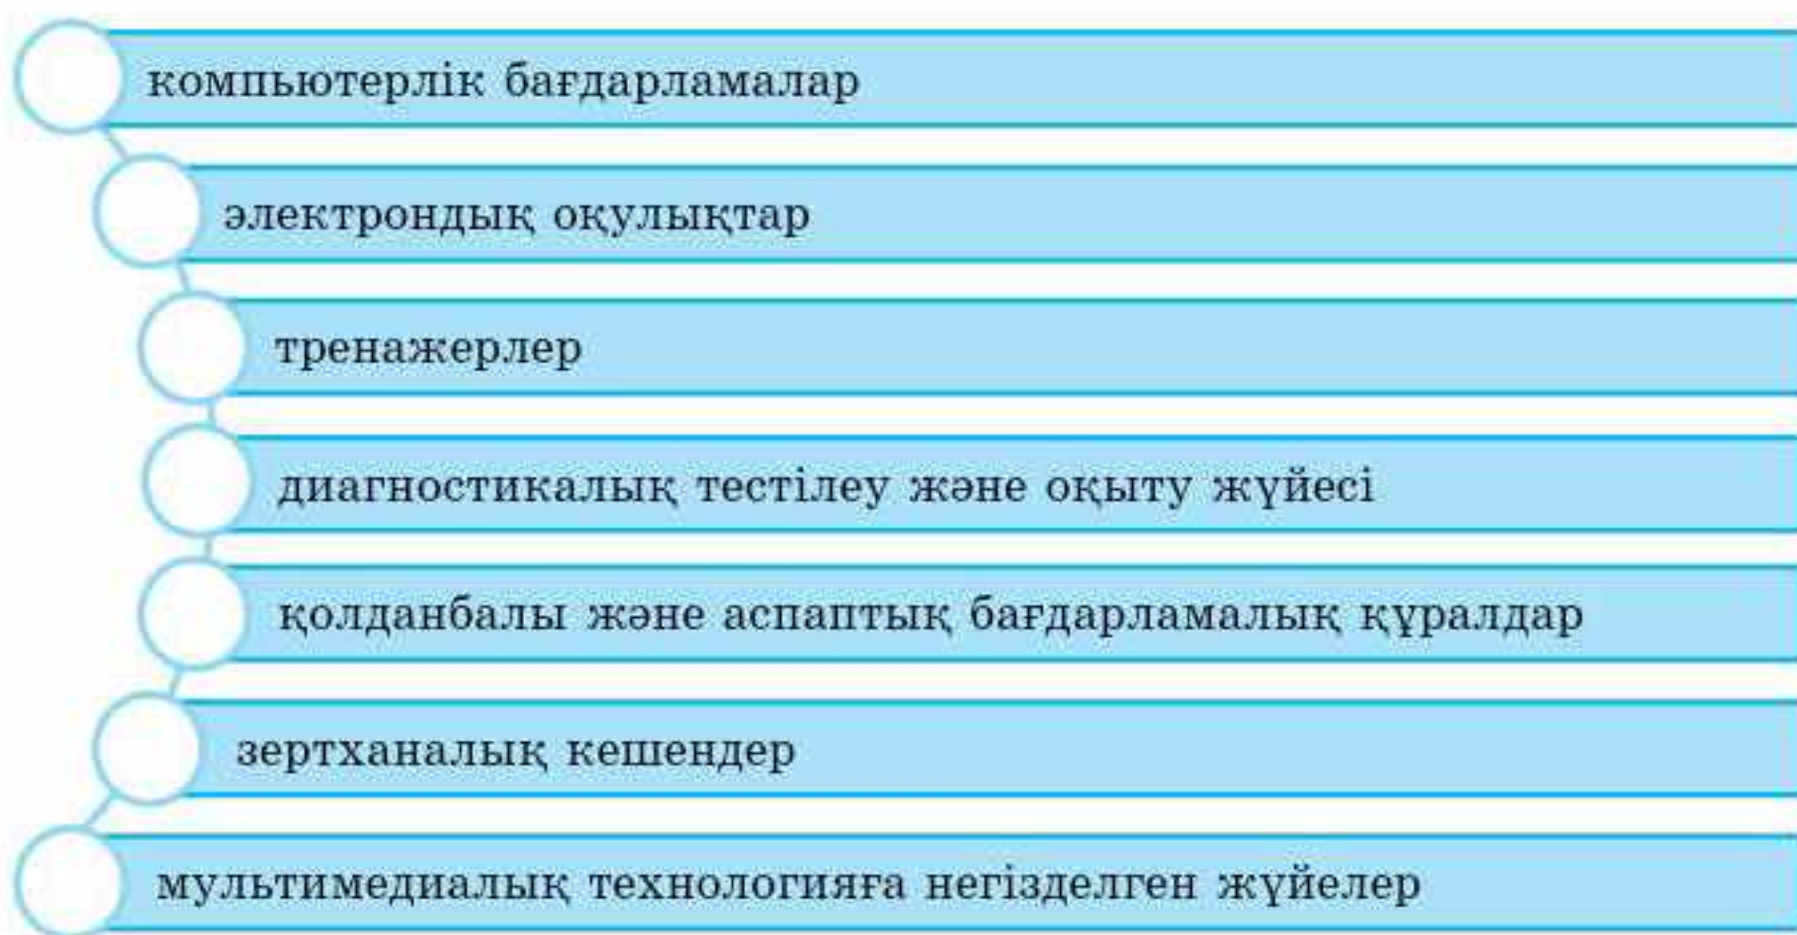 компьютерлік бағдарламалар
электрондық оқулықтар
тренажерлер
диагностикалық тестілеу және оқыту жүйесі
қолданбалы және аспаптық бағдарламалық құралдар
зертханалық кешендер
мультимедиалық технологияға негізделген жүйелер